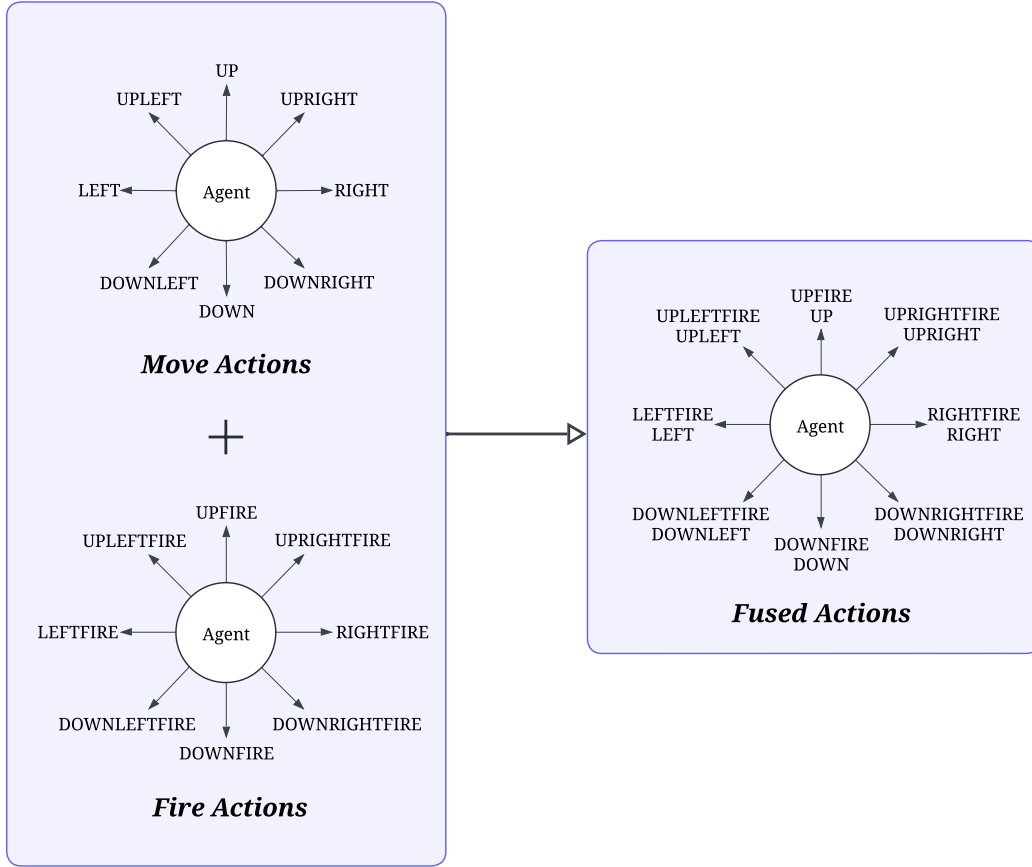 UP
UPLEFT
UPRIGHT
LEFT
Agent
RIGHT
DOWNLEFT
DOWNRIGHT
DOWN
Move Actions
+
UPFIRE
UPLEFTFIRE
UPRIGHTFIRE
LEFTFIRE
Agent
RIGHTFIRE
DOWNLEFTFIRE
DOWNRIGHTFIRE
DOWNFIRE
Fire Actions
UPFIRE
UP
UPLEFTFIRE
UPLEFT
UPRIGHTFIRE
UPRIGHT
LEFTFIRE
LEFT
Agent
RIGHTFIRE
RIGHT
DOWNLEFTFIRE
DOWNLEFT
DOWNRIGHTFIRE
DOWNRIGHT
DOWNFIRE
DOWN
Fused Actions